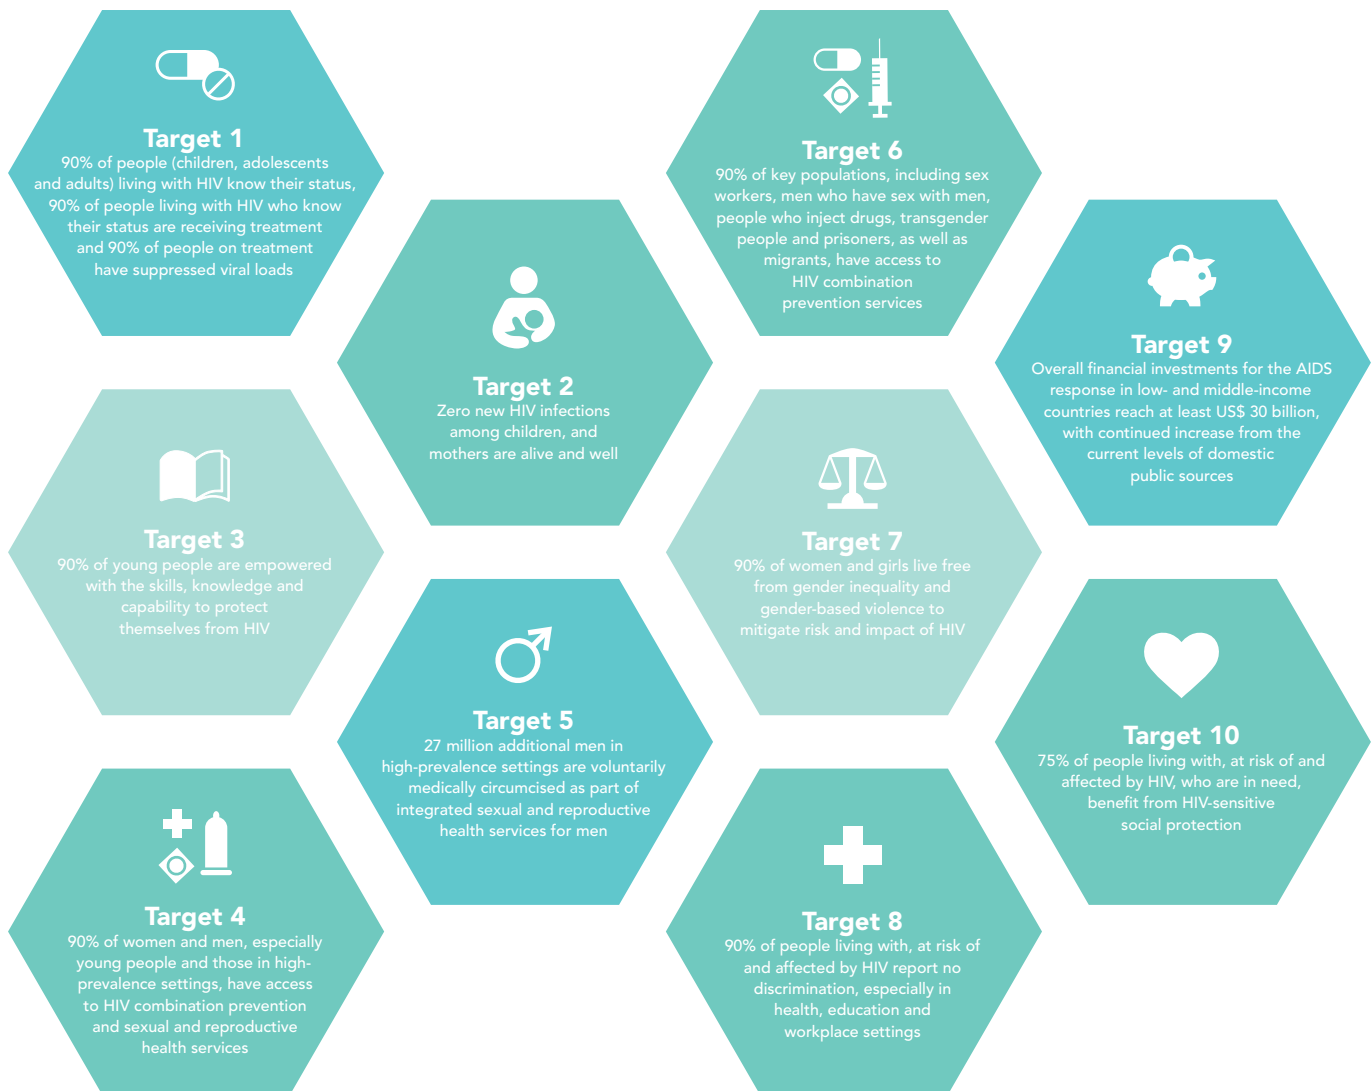 Target 1
90% of people (children, adolescents
and adults) living with HIV know their status,
90% of people living with HIV who know
their status are receiving treatment
and 90% of people on treatment
have suppressed viral loads
Target 2
Zero new HIV infections
among children, and
mothers are alive and well
Target 3
90% of young people are empowered
with the skills, knowledge and
capability to protect
themselves from HIV
Target 4
90% of women and men, especially
young people and those in high-
prevalence settings, have access
to HIV combination prevention
and sexual and reproductive
health services
Target 5
27 million additional men in
high-prevalence settings are voluntarily
medically circumcised as part of
integrated sexual and reproductive
health services for men
Target 6
90% of key populations, including sex
workers, men who have sex with men,
people who inject drugs, transgender
people and prisoners, as well as
migrants, have access to
HIV combination
prevention services
Target 7
90% of women and girls live free
from gender inequality and
gender-based violence to
mitigate risk and impact of HIV
Target 8
90% of people living with, at risk of
and affected by HIV report no
discrimination, especially in
health, education and
workplace settings
Target 9
Overall financial investments for the AIDS
response in low- and middle-income
countries reach at least US$ 30 billion,
with continued increase from the
current levels of domestic
public sources
Target 10
75% of people living with, at risk of and
affected by HIV, who are in need,
benefit from HIV-sensitive
social protection